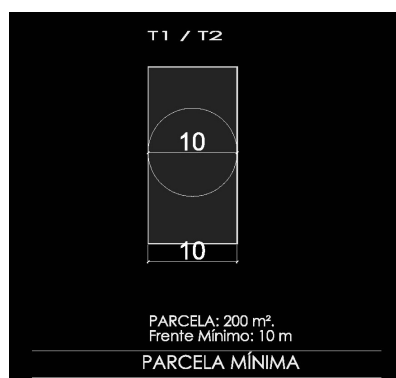 T1 / T2
10
10
PARCELA: 200 m².
Frente Mínimo: 10 m
PARCELA MÍNIMA